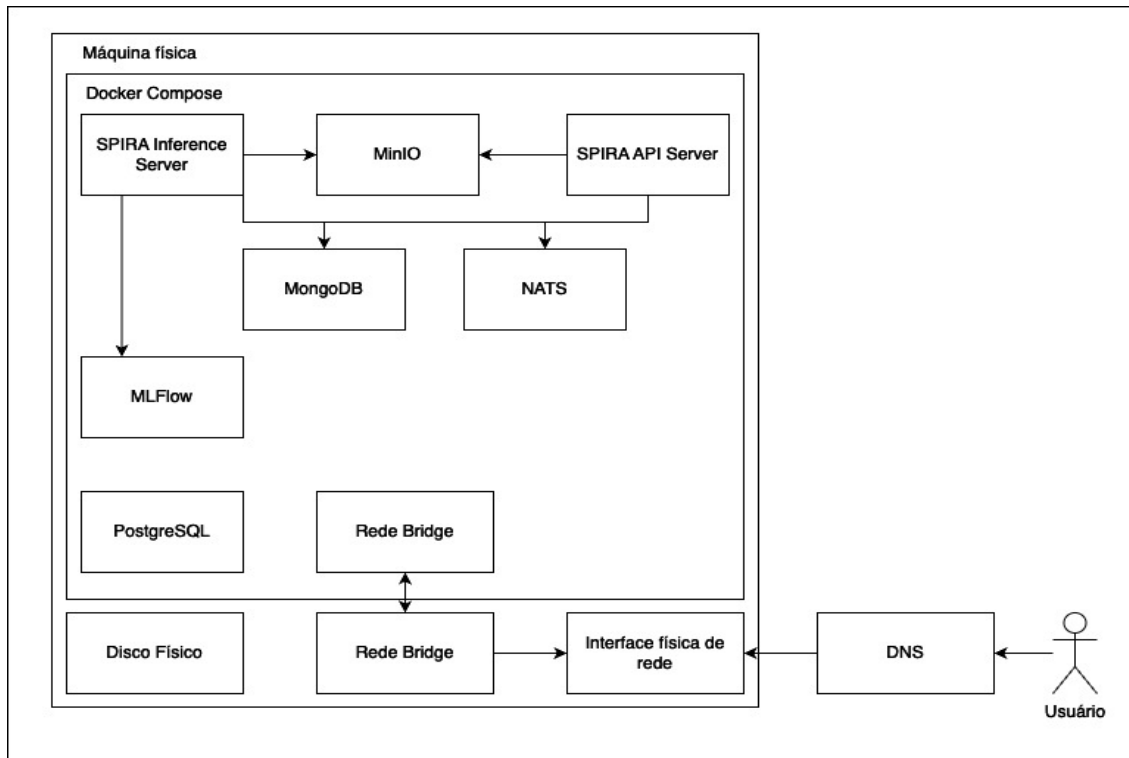 Máquina física
Docker Compose
SPIRA Inference
Server
MinIO
SPIRA API Server
MongoDB
NATS
MLFlow
PostgreSQL
Rede Bridge
Disco Físico
Rede Bridge
Interface física de
rede
DNS
Usuário